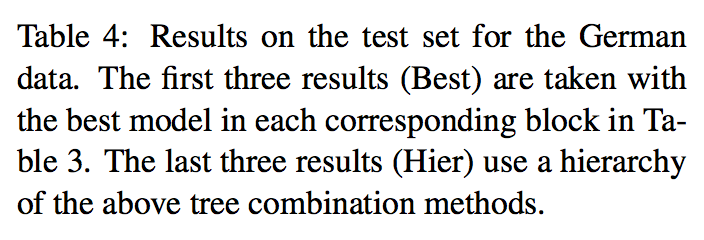 Table 4: Results on the test set for the German
data. The first three results (Best) are taken with
the best model in each corresponding block in Ta-
ble 3. The last three results (Hier) use a hierarchy
of the above tree combination methods.